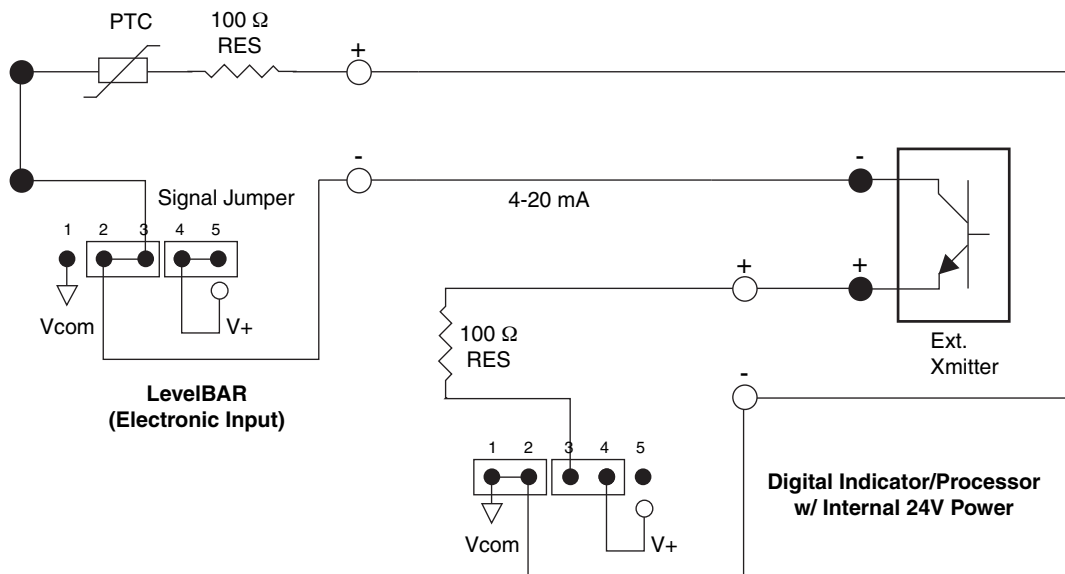 PTC
100 Ω
RES
+
-
-
4-20 mA
Signal Jumper
1 2 3 4 5
Vcom
V+
LevelBAR
(Electronic Input)
+
+
100 Ω
RES
Ext.
Xmitter
-
1 2 3 4 5
Vcom
V+
Digital Indicator/Processor
w/ Internal 24V Power